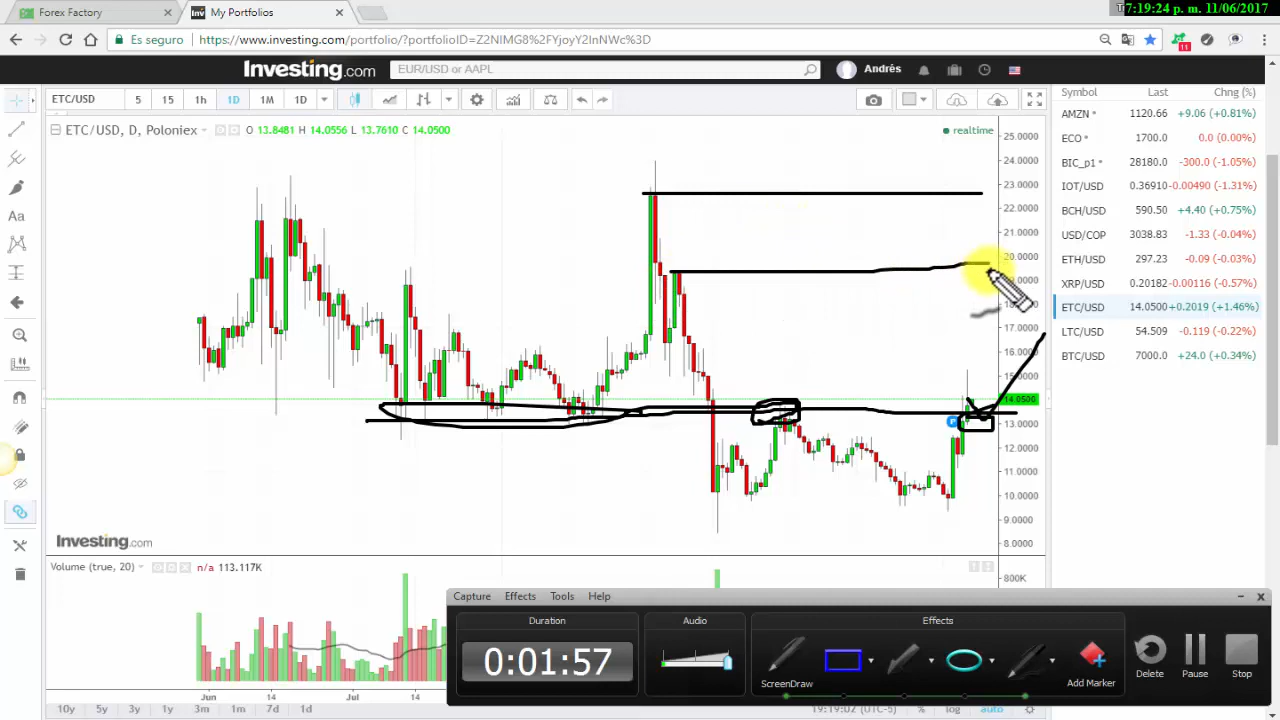 Forex Factory
My Portfolios
7:19:24 p. m. 11/06/2017
Es seguro
https://www.investing.com/portfolio/?portfolioID=Z2NIMG8%2FYjoyY2InNWc%3D
11
Investing.com
EUR/USD or AAPL
Andrés
ETC/USD 5 15 1h 1D 1M 1D
Symbol Last Chng (%)
ETC/USD, D, Poloniex O 13.8481 H 14.0556 L 13.7610 C 14.0500
realtime
AMZN * 1120.66 +9.06 (+0.81%)
ECO * 1700.0 0.0 (0.00%)
BIC_p1 * 28180.0 -300.0 (-1.05%)
IOT/USD 0.36910 -0.00490 (-1.31%)
BCH/USD 590.50 +4.40 (+0.75%)
USD/COP 3038.83 -1.33 (-0.04%)
ETH/USD 297.23 -0.09 (-0.03%)
XRP/USD 0.20182 -0.00116 (-0.57%)
ETC/USD 14.0500 +0.2019 (+1.46%)
LTC/USD 54.509 -0.119 (-0.22%)
BTC/USD 7000.0 +24.0 (+0.34%)
Aa
25.0000
24.0000
23.0000
22.0000
21.0000
20.0000
17.0000
16.0000
15.0000
14.0500
13.0000
12.0000
11.0000
10.0000
9.0000
8.0000
Investing.com
Volume (true, 20) n/a 113.117K
800K
Capture Effects Tools Help
Duration
Audio
Effects
0:01:57
ScreenDraw
Add Marker
Delete
Pause
Stop
Jun 14 Jul 14
10y 5y 3y 1y 3m 1m 7d 1d
19:19:02 (UTC-5) % log auto